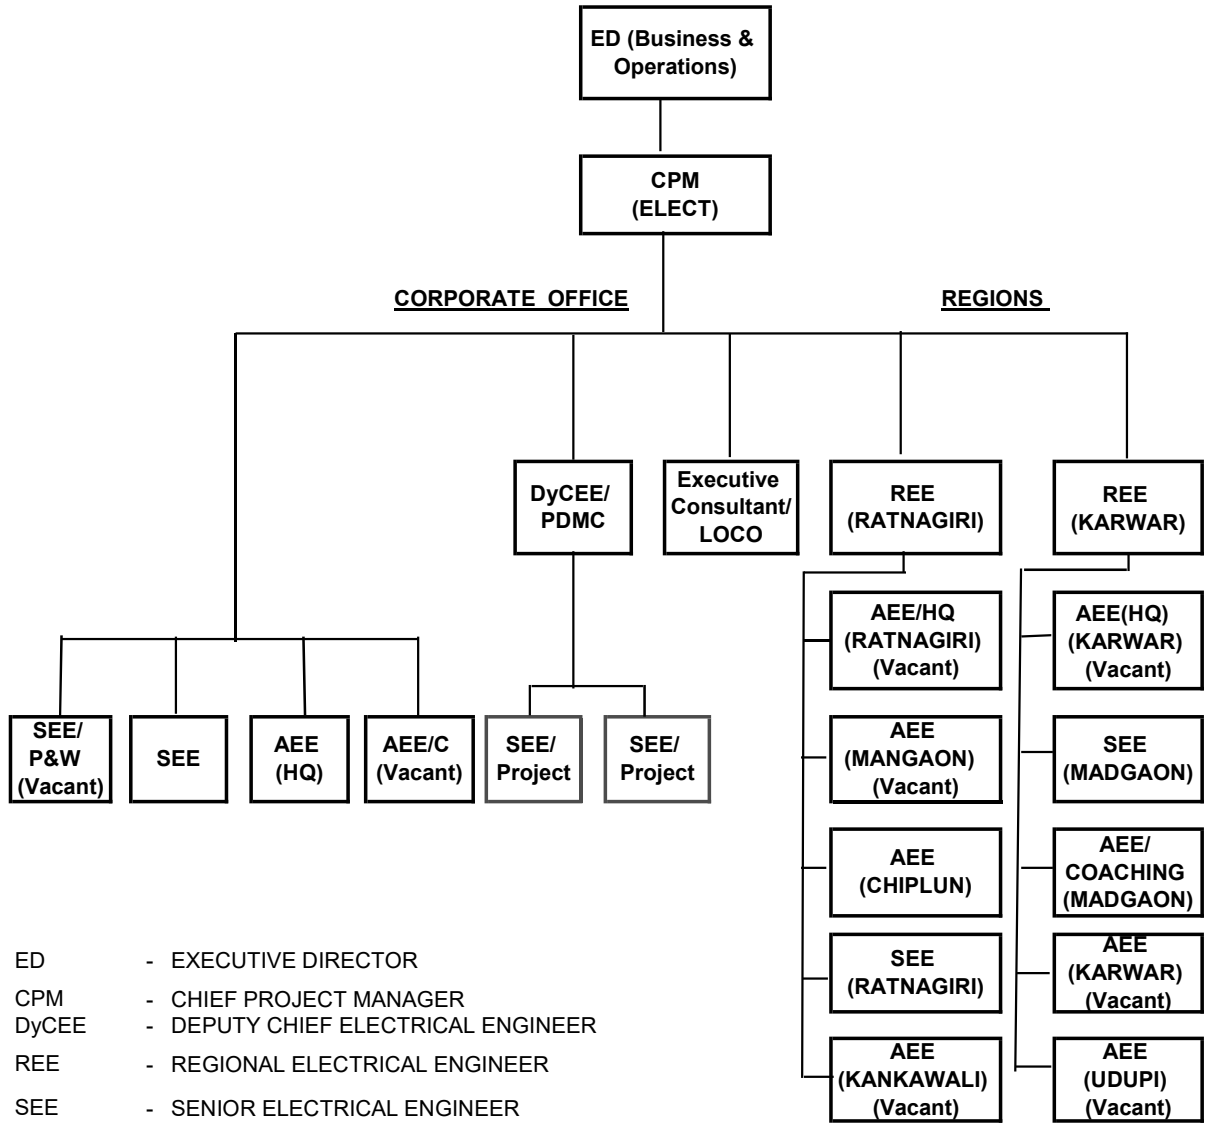 ED (Business &
Operations)
CPM
(ELECT)
CORPORATE OFFICE
REGIONS
DyCEE/
PDMC
Executive
Consultant/
LOCO
REE
(RATNAGIRI)
REE
(KARWAR)
SEE/
P&W
(Vacant)
SEE
AEE
(HQ)
AEE/C
(Vacant)
SEE/
Project
SEE/
Project
AEE/HQ
(RATNAGIRI)
(Vacant)
AEE
(MANGAON)
(Vacant)
AEE
(CHIPLUN)
SEE
(RATNAGIRI)
AEE
(KANKAWALI)
(Vacant)
AEE(HQ)
(KARWAR)
(Vacant)
SEE
(MADGAON)
AEE/
COACHING
(MADGAON)
AEE
(KARWAR)
(Vacant)
AEE
(UDUPI)
(Vacant)
ED - EXECUTIVE DIRECTOR
CPM - CHIEF PROJECT MANAGER
DyCEE - DEPUTY CHIEF ELECTRICAL ENGINEER
REE - REGIONAL ELECTRICAL ENGINEER
SEE - SENIOR ELECTRICAL ENGINEER